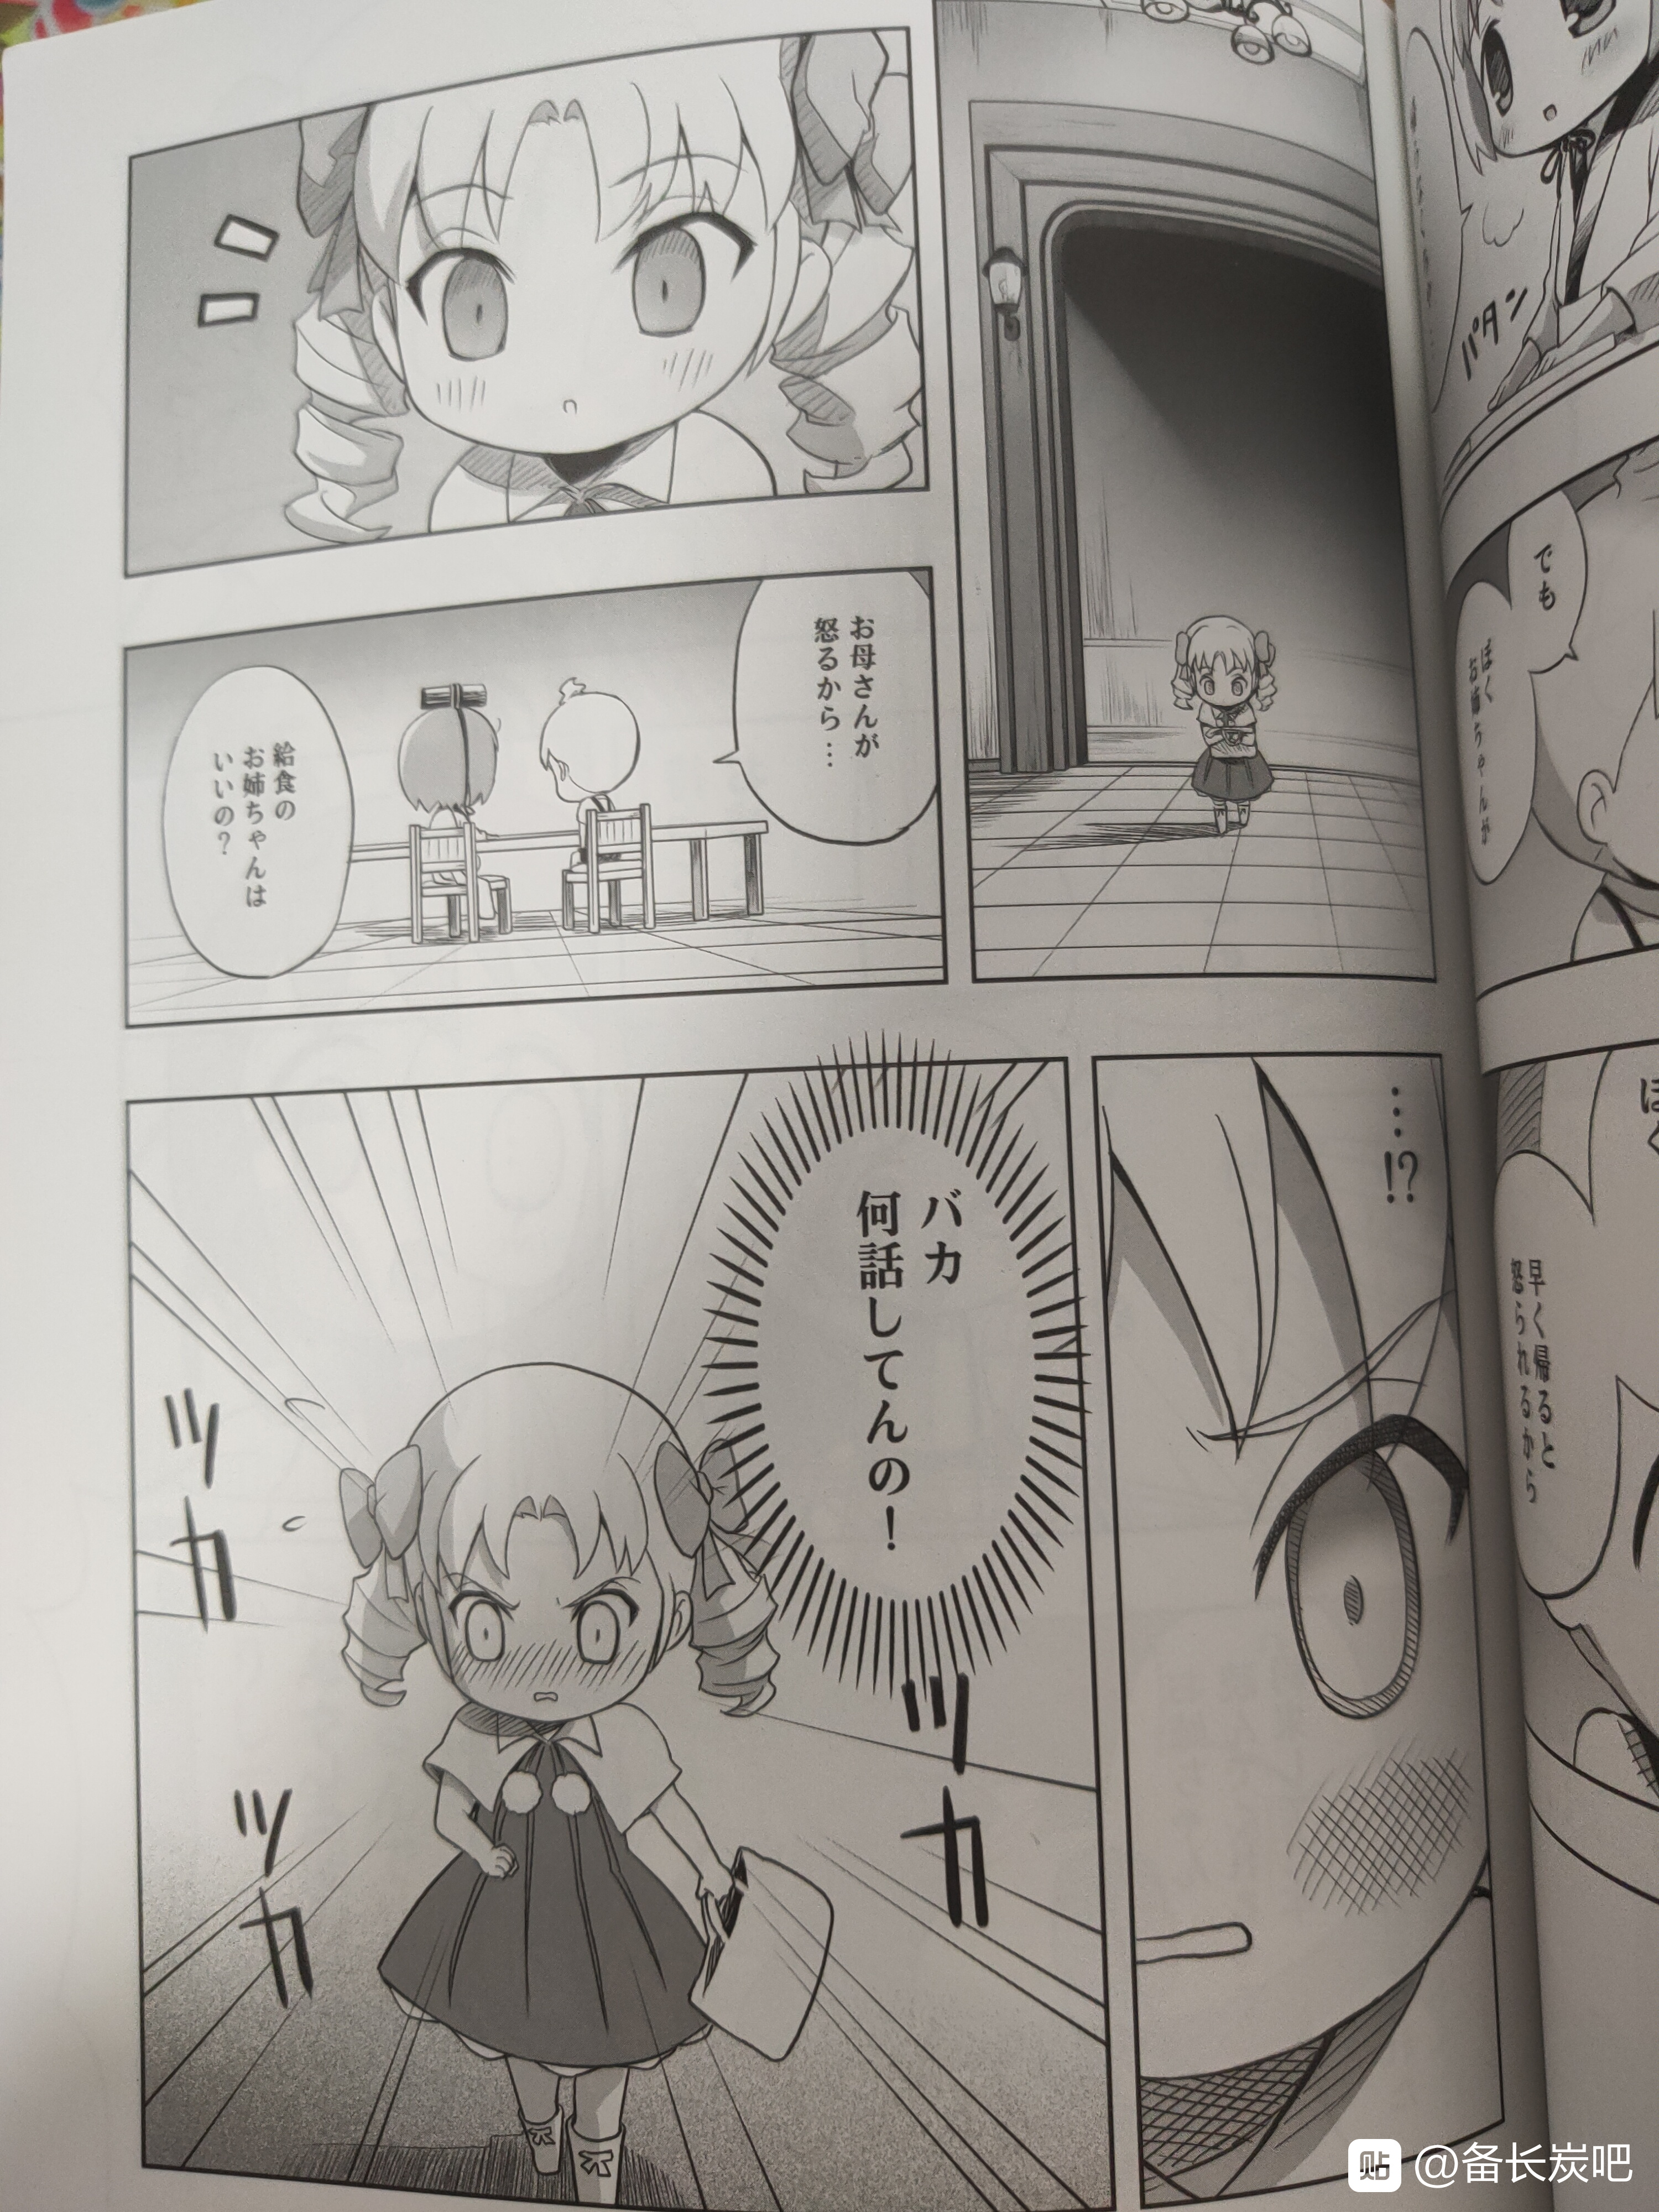 パタン
でも
ぼく
お姉ちゃんが
ぼく
早く帰ると
怒られるから
お母さんが
怒るから…
給食の
お姉ちゃんは
いいの？
…!?
バカ
何話してんの！
ツカ
ツカ
ツカ
贴 @备长炭吧